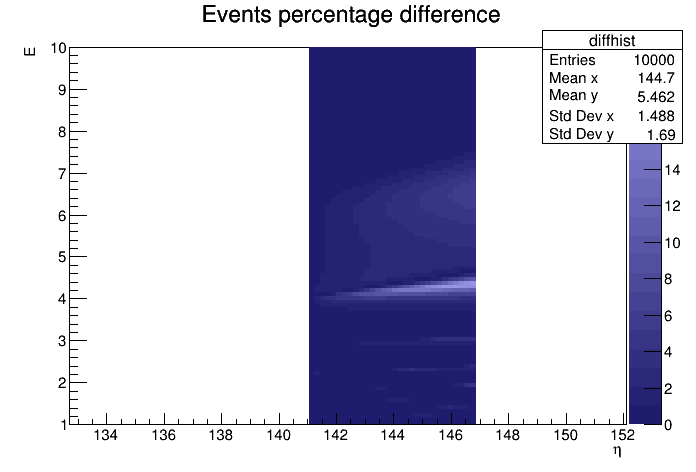 Events percentage difference
diffhist
Entries 10000
Mean x 144.7
Mean y 5.462
Std Dev x 1.488
Std Dev y 1.69
E
10
9
8
7
6
5
4
3
2
1
134 136 138 140 142 144 146 148 150 152
η
14
12
10
8
6
4
2
0